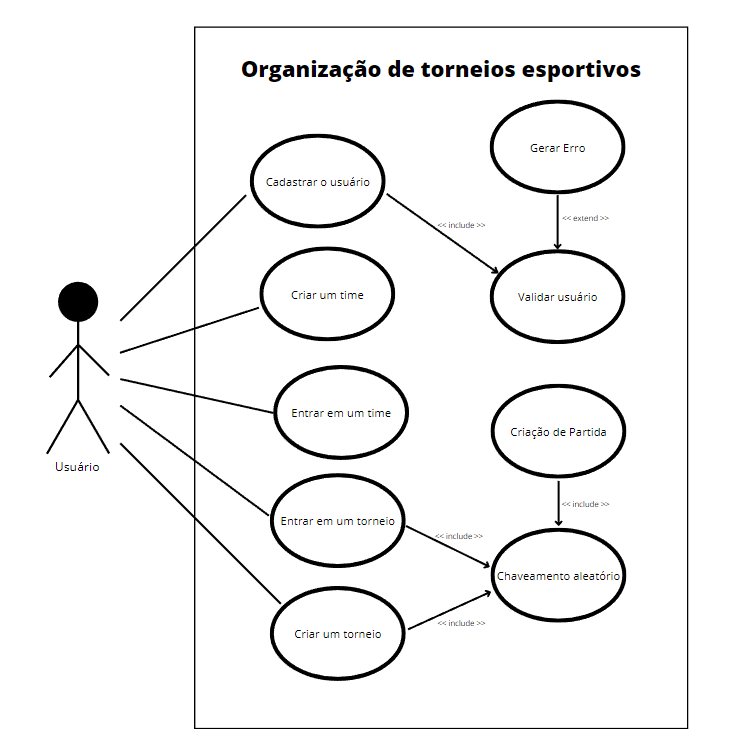 Organização de torneios esportivos
Gerar Erro
Cadastrar o usuário
<< extend >>
<< include >>
Criar um time
Validar usuário
Entrar em um time
Criação de Partida
Usuário
<< include >>
Entrar em um torneio
<< include >>
Chaveamento aleatório
<< include >>
Criar um torneio